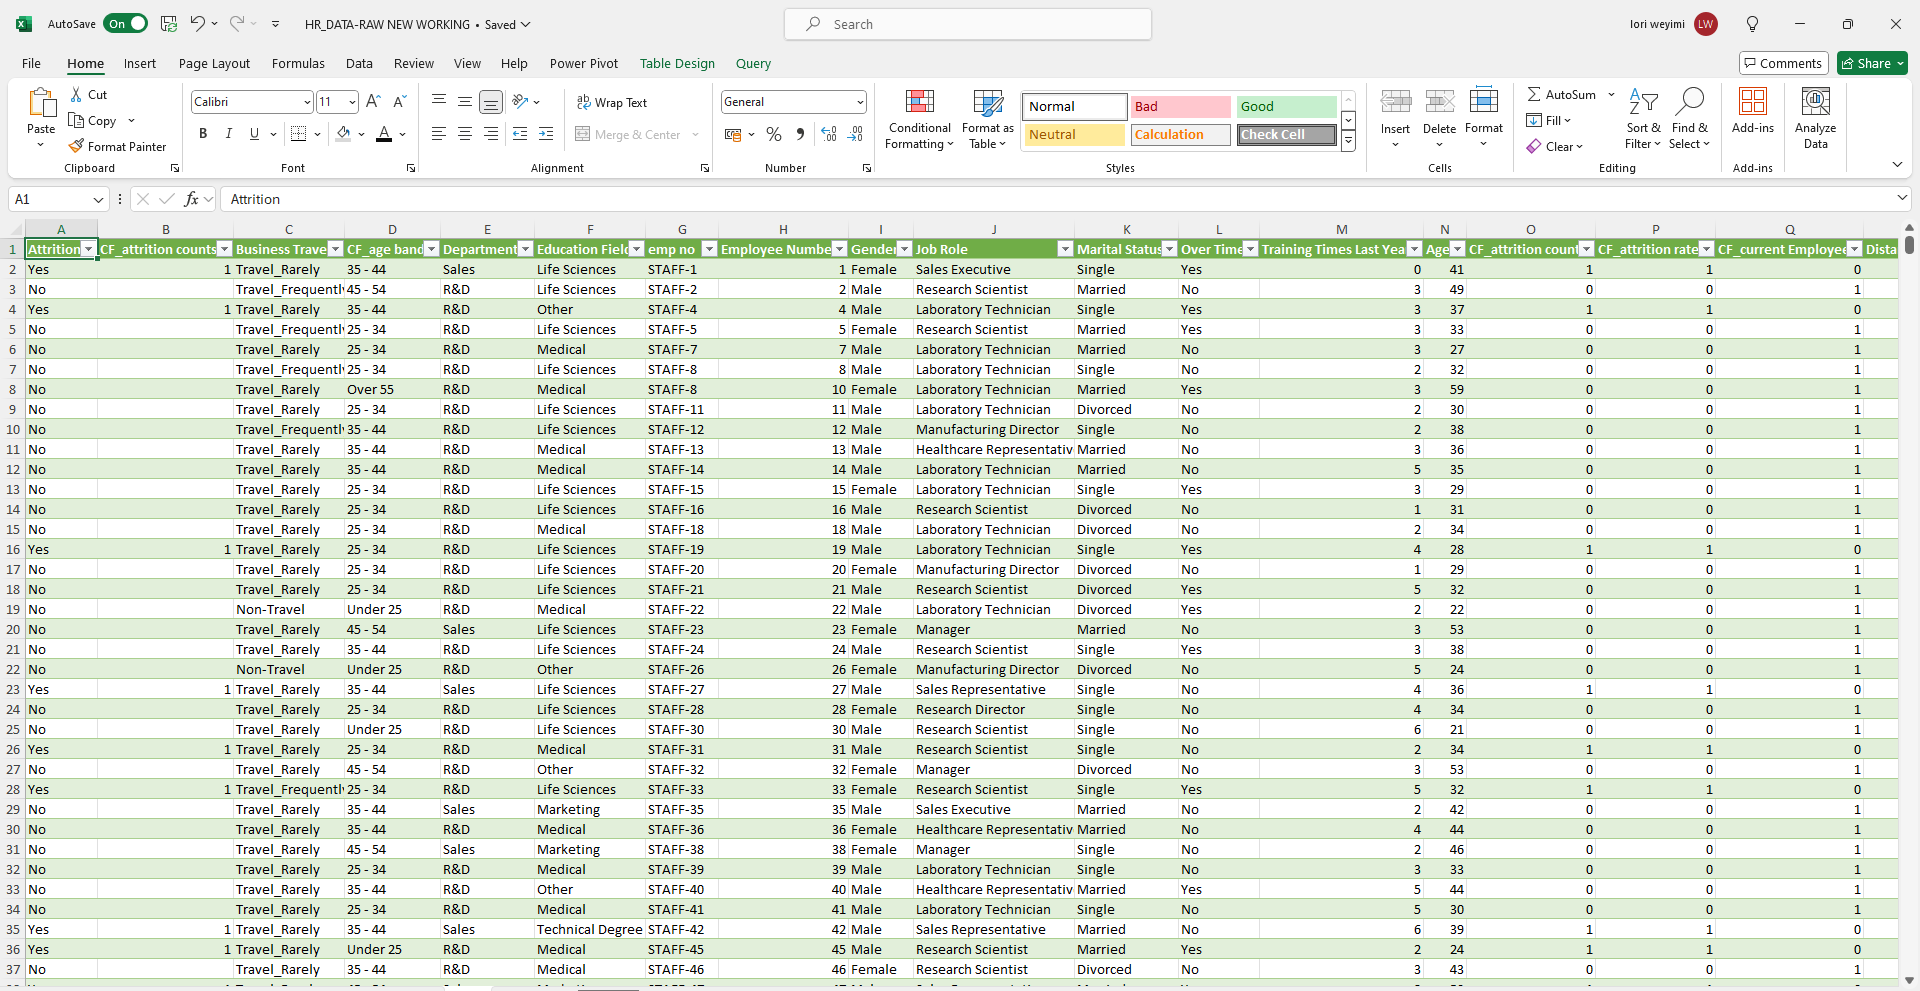 AutoSave On HR_DATA-RAW NEW WORKING • Saved Search lori weyimi LW
File Home Insert Page Layout Formulas Data Review View Help Power Pivot Table Design Query Comments Share
Paste Cut Copy Format Painter Clipboard
Calibri 11 B I U A Font
Wrap Text Merge & Center Alignment
General % Number
Conditional Formatting Format as Table Normal Bad Good Neutral Calculation Check Cell Styles
Insert Delete Format Cells
AutoSum Fill Clear Sort & Filter Find & Select Editing
Add-ins Add-ins
Analyze Data
A1 fx Attrition
A B C D E F G H I J K L M N O P Q
1 Attrition CF_attrition counts Business Trave CF_age band Department Education Field emp no Employee Numbe Gender Job Role Marital Status Over Time Training Times Last Yea Age CF_attrition count CF_attrition rate CF_current Employee Dista
2 Yes 1 Travel_Rarely 35 - 44 Sales Life Sciences STAFF-1 1 Female Sales Executive Single Yes 0 41 1 1 0
3 No Travel_Frequently 45 - 54 R&D Life Sciences STAFF-2 2 Male Research Scientist Married No 3 49 0 0 1
4 Yes 1 Travel_Rarely 35 - 44 R&D Other STAFF-4 4 Male Laboratory Technician Single Yes 3 37 1 1 0
5 No Travel_Frequently 25 - 34 R&D Life Sciences STAFF-5 5 Female Research Scientist Married Yes 3 33 0 0 1
6 No Travel_Rarely 25 - 34 R&D Medical STAFF-7 7 Male Laboratory Technician Married No 3 27 0 0 1
7 No Travel_Frequently 25 - 34 R&D Life Sciences STAFF-8 8 Male Laboratory Technician Single No 2 32 0 0 1
8 No Travel_Rarely Over 55 R&D Medical STAFF-8 10 Female Laboratory Technician Married Yes 3 59 0 0 1
9 No Travel_Rarely 25 - 34 R&D Life Sciences STAFF-11 11 Male Laboratory Technician Divorced No 2 30 0 0 1
10 No Travel_Frequently 35 - 44 R&D Life Sciences STAFF-12 12 Male Manufacturing Director Single No 2 38 0 0 1
11 No Travel_Rarely 35 - 44 R&D Medical STAFF-13 13 Male Healthcare Representativ Married No 3 36 0 0 1
12 No Travel_Rarely 35 - 44 R&D Medical STAFF-14 14 Male Laboratory Technician Married No 5 35 0 0 1
13 No Travel_Rarely 25 - 34 R&D Life Sciences STAFF-15 15 Female Laboratory Technician Single Yes 3 29 0 0 1
14 No Travel_Rarely 25 - 34 R&D Life Sciences STAFF-16 16 Male Research Scientist Divorced No 1 31 0 0 1
15 No Travel_Rarely 25 - 34 R&D Medical STAFF-18 18 Male Laboratory Technician Divorced No 2 34 0 0 1
16 Yes 1 Travel_Rarely 25 - 34 R&D Life Sciences STAFF-19 19 Male Laboratory Technician Single Yes 4 28 1 1 0
17 No Travel_Rarely 25 - 34 R&D Life Sciences STAFF-20 20 Female Manufacturing Director Divorced No 1 29 0 0 1
18 No Travel_Rarely 25 - 34 R&D Life Sciences STAFF-21 21 Male Research Scientist Divorced Yes 5 32 0 0 1
19 No Non-Travel Under 25 R&D Medical STAFF-22 22 Male Laboratory Technician Divorced Yes 2 22 0 0 1
20 No Travel_Rarely 45 - 54 Sales Life Sciences STAFF-23 23 Female Manager Married No 3 53 0 0 1
21 No Travel_Rarely 35 - 44 R&D Life Sciences STAFF-24 24 Male Research Scientist Single Yes 3 38 0 0 1
22 No Non-Travel Under 25 R&D Other STAFF-26 26 Female Manufacturing Director Divorced No 5 24 0 0 1
23 Yes 1 Travel_Rarely 35 - 44 Sales Life Sciences STAFF-27 27 Male Sales Representative Single No 4 36 1 1 0
24 No Travel_Rarely 25 - 34 R&D Life Sciences STAFF-28 28 Female Research Director Single No 4 34 0 0 1
25 No Travel_Rarely Under 25 R&D Life Sciences STAFF-30 30 Male Research Scientist Single No 6 21 0 0 1
26 Yes 1 Travel_Rarely 25 - 34 R&D Medical STAFF-31 31 Male Research Scientist Single No 2 34 1 1 0
27 No Travel_Rarely 45 - 54 R&D Other STAFF-32 32 Female Manager Divorced No 3 53 0 0 1
28 Yes 1 Travel_Frequently 25 - 34 R&D Life Sciences STAFF-33 33 Female Research Scientist Single Yes 5 32 1 1 0
29 No Travel_Rarely 35 - 44 Sales Marketing STAFF-35 35 Male Sales Executive Married No 2 42 0 0 1
30 No Travel_Rarely 35 - 44 R&D Medical STAFF-36 36 Female Healthcare Representativ Married No 4 44 0 0 1
31 No Travel_Rarely 45 - 54 Sales Marketing STAFF-38 38 Female Manager Single No 2 46 0 0 1
32 No Travel_Rarely 25 - 34 R&D Medical STAFF-39 39 Male Laboratory Technician Single No 3 33 0 0 1
33 No Travel_Rarely 35 - 44 R&D Other STAFF-40 40 Male Healthcare Representativ Married Yes 5 44 0 0 1
34 No Travel_Rarely 25 - 34 R&D Medical STAFF-41 41 Male Laboratory Technician Single No 5 30 0 0 1
35 Yes 1 Travel_Rarely 35 - 44 Sales Technical Degree STAFF-42 42 Male Sales Representative Married No 6 39 1 1 0
36 Yes 1 Travel_Rarely Under 25 R&D Medical STAFF-45 45 Male Research Scientist Married Yes 2 24 1 1 0
37 No Travel_Rarely 35 - 44 R&D Medical STAFF-46 46 Female Research Scientist Divorced No 3 43 0 0 1